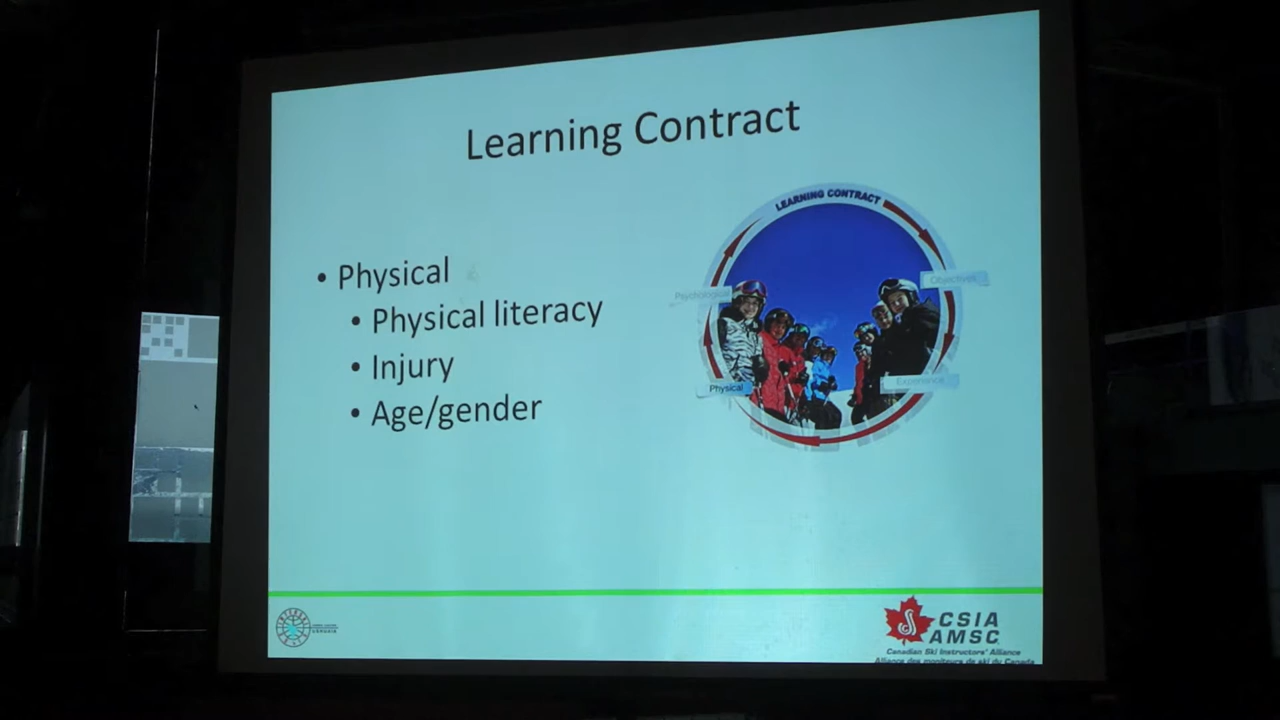 Learning Contract
LEARNING CONTRACT
• Physical
• Physical literacy
• Injury
• Age/gender
Psychological
Objectives
Physical
Experience
CSIA
AMSC
Canadian Ski Instructors' Alliance
Alliance des moniteurs de ski du Canada